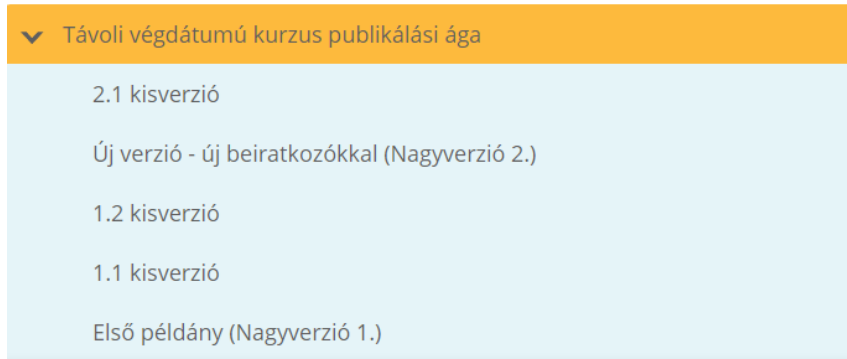 Távoli végdátumú kurzus publikálási ága
2.1 kisverzió
Új verzió - új beiratkozókkal (Nagyverzió 2.)
1.2 kisverzió
1.1 kisverzió
Első példány (Nagyverzió 1.)